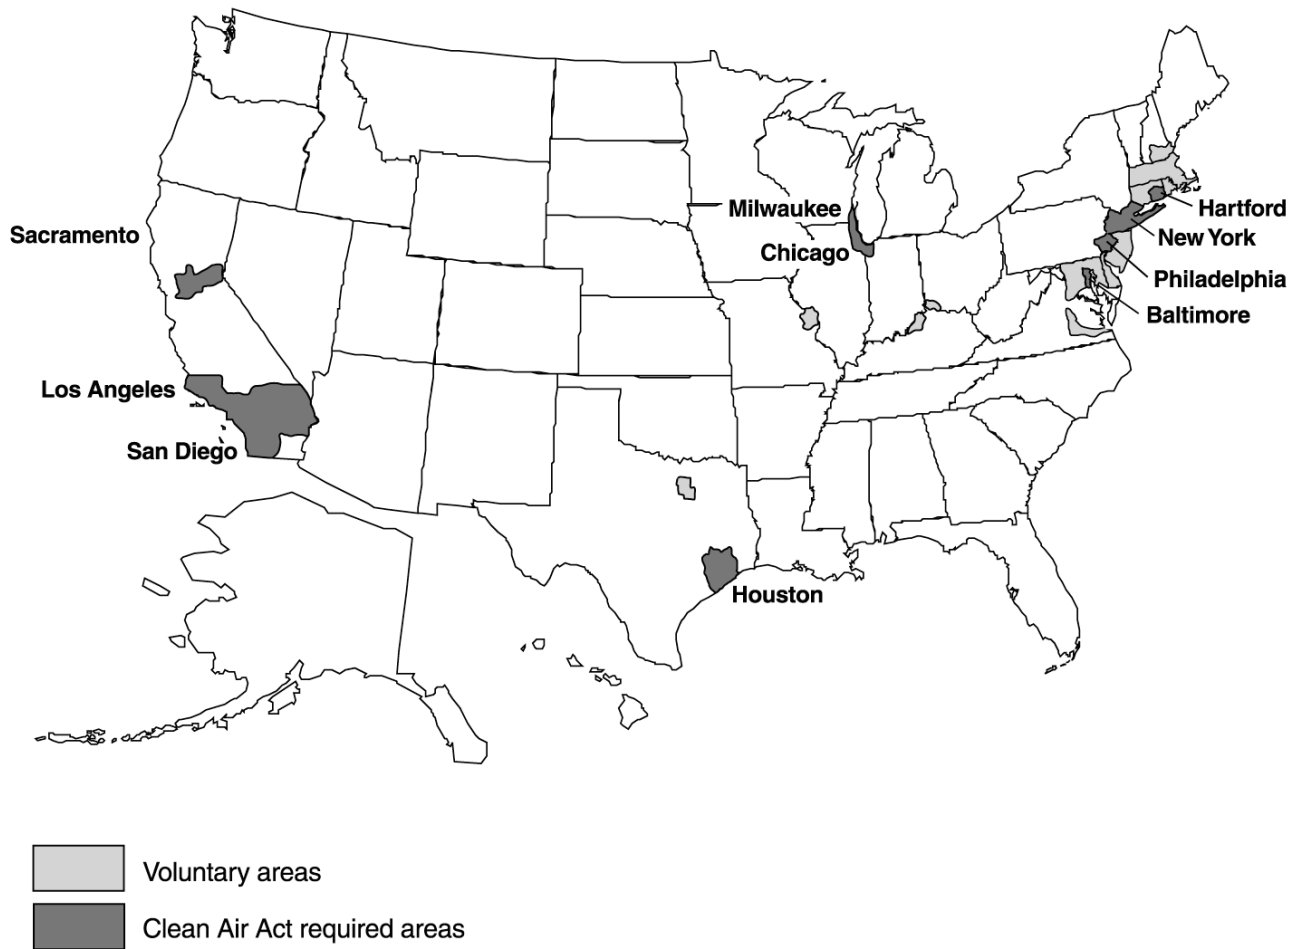 Milwaukee
Hartford
Sacramento
New York
Chicago
Philadelphia
Baltimore
Los Angeles
San Diego
Houston
Voluntary areas
Clean Air Act required areas